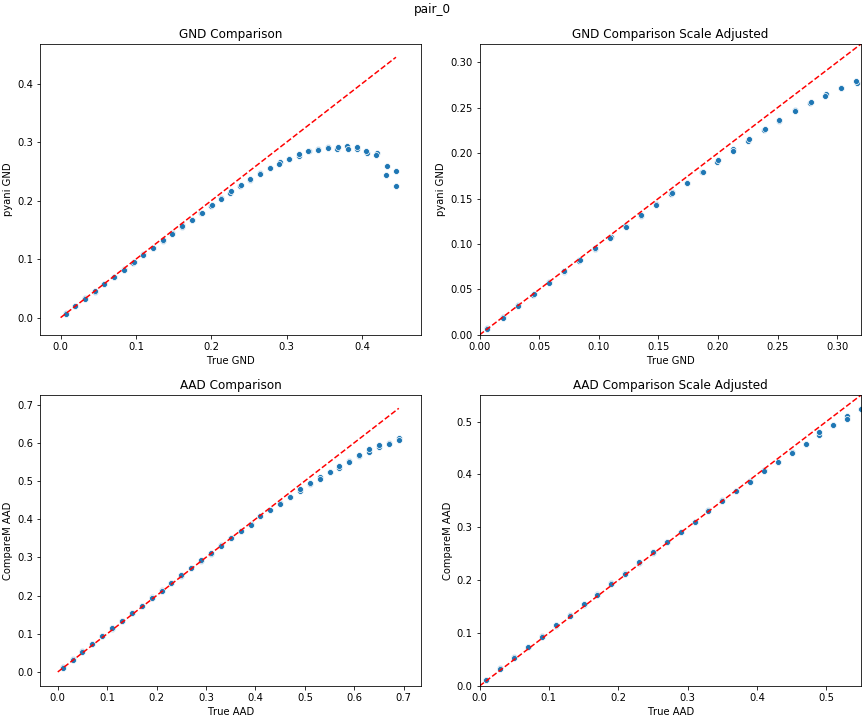 pair_0
GND Comparison
pyani GND
0.4
0.3
0.2
0.1
0.0
0.0 0.1 0.2 0.3 0.4
True GND
GND Comparison Scale Adjusted
pyani GND
0.30
0.25
0.20
0.15
0.10
0.05
0.00
0.00 0.05 0.10 0.15 0.20 0.25 0.30
True GND
AAD Comparison
CompareM AAD
0.7
0.6
0.5
0.4
0.3
0.2
0.1
0.0
0.0 0.1 0.2 0.3 0.4 0.5 0.6 0.7
True AAD
AAD Comparison Scale Adjusted
CompareM AAD
0.5
0.4
0.3
0.2
0.1
0.0
0.0 0.1 0.2 0.3 0.4 0.5
True AAD